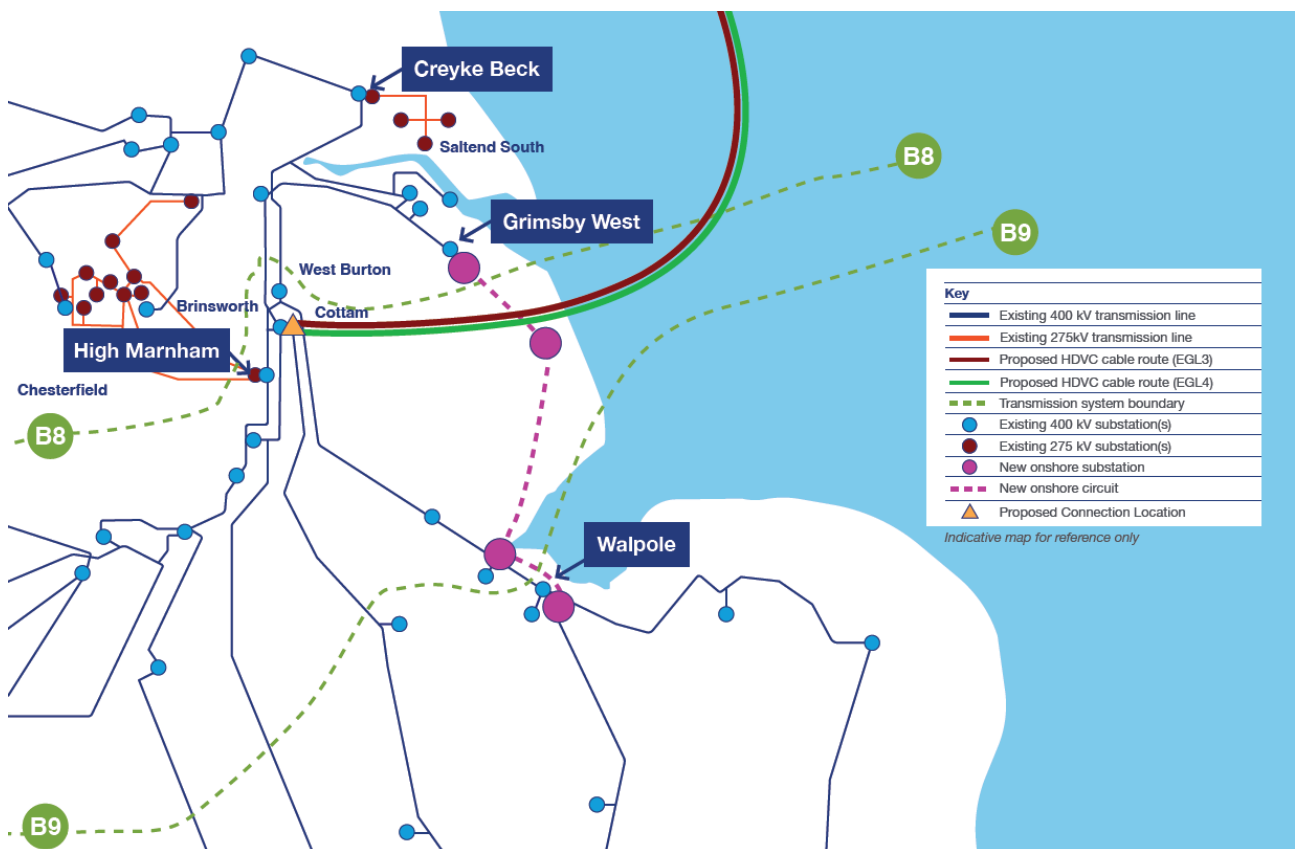 Creyke Beck
Saltend South
B8
Grimsby West
B9
West Burton
Brinsworth
Cottam
High Marnham
Chesterfield
B8
Key
Existing 400 kV transmission line
Existing 275kV transmission line
Proposed HDVC cable route (EGL3)
Proposed HDVC cable route (EGL4)
Transmission system boundary
Existing 400 kV substation(s)
Existing 275 kV substation(s)
New onshore substation
New onshore circuit
Proposed Connection Location
Indicative map for reference only
Walpole
B9